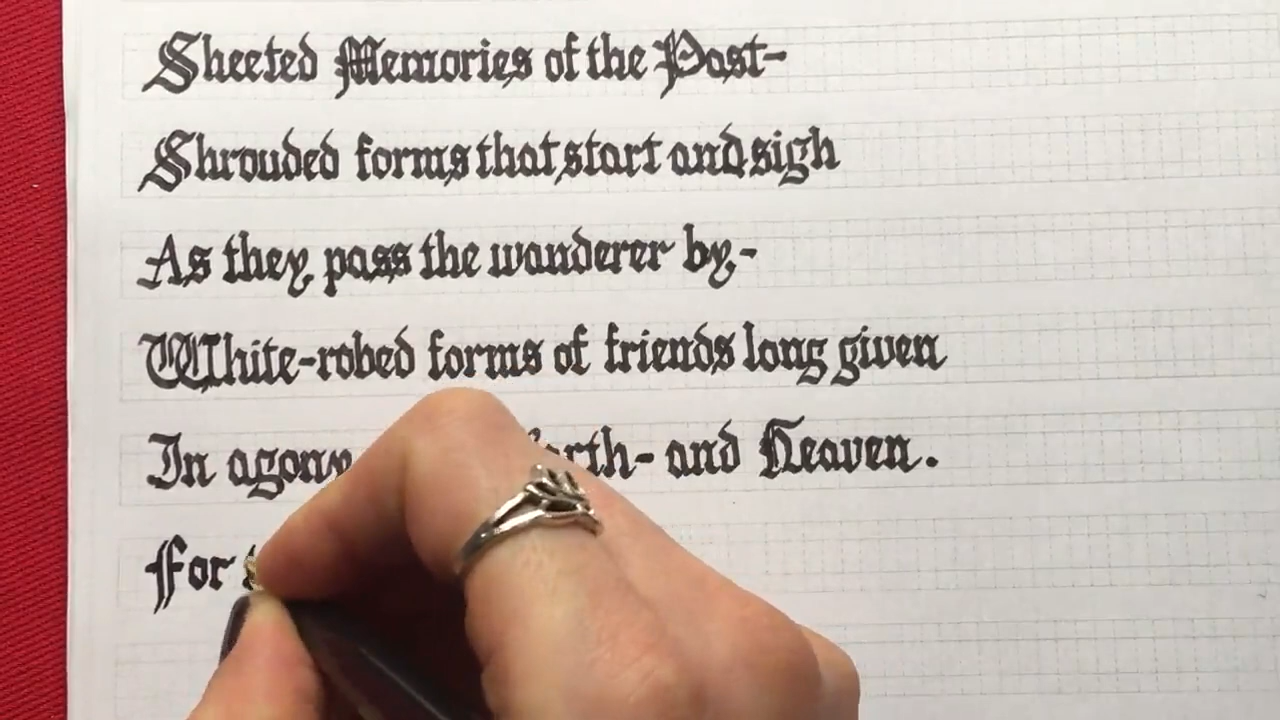 Sheeted Memories of the Past-
Shrouded forms that start and sigh
As they pass the wanderer by,-
White-robed forms of friends long given
In agony - and Heaven.
For